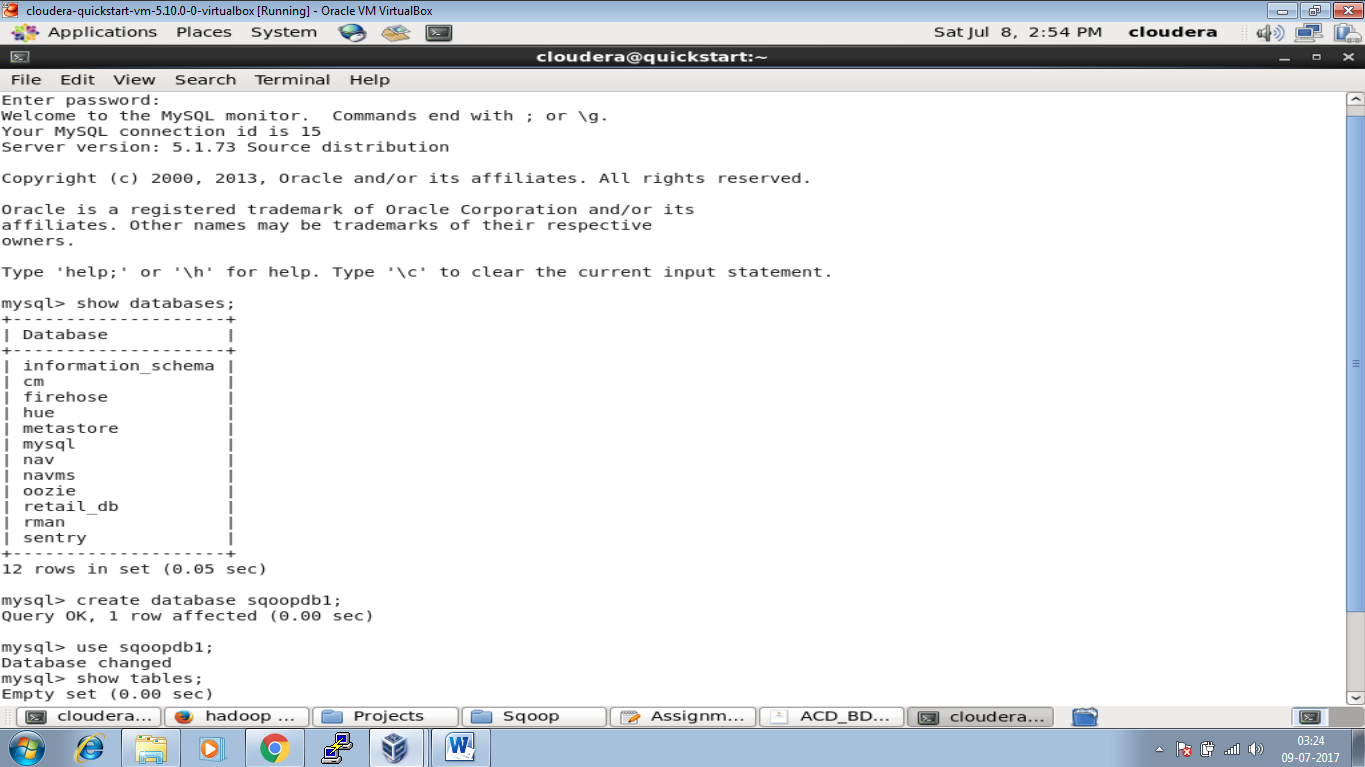 cloudera-quickstart-vm-5.10.0-0-virtualbox [Running] - Oracle VM VirtualBox
Applications Places System Sat Jul 8, 2:54 PM cloudera
cloudera@quickstart:~
File Edit View Search Terminal Help
Enter password:
Welcome to the MySQL monitor.  Commands end with ; or \g.
Your MySQL connection id is 15
Server version: 5.1.73 Source distribution
Copyright (c) 2000, 2013, Oracle and/or its affiliates. All rights reserved.
Oracle is a registered trademark of Oracle Corporation and/or its
affiliates. Other names may be trademarks of their respective
owners.
Type 'help;' or '\h' for help. Type '\c' to clear the current input statement.
mysql> show databases;
+--------------------+
| Database           |
+--------------------+
| information_schema |
| cm                 |
| firehose           |
| hue                |
| metastore          |
| mysql              |
| nav                |
| navms              |
| oozie              |
| retail_db          |
| rman               |
| sentry             |
+--------------------+
12 rows in set (0.05 sec)
mysql> create database sqoopdb1;
Query OK, 1 row affected (0.00 sec)
mysql> use sqoopdb1;
Database changed
mysql> show tables;
Empty set (0.00 sec)
cloudera... hadoop ... Projects Sqoop Assignm... ACD_BD... cloudera...
03:24
09-07-2017